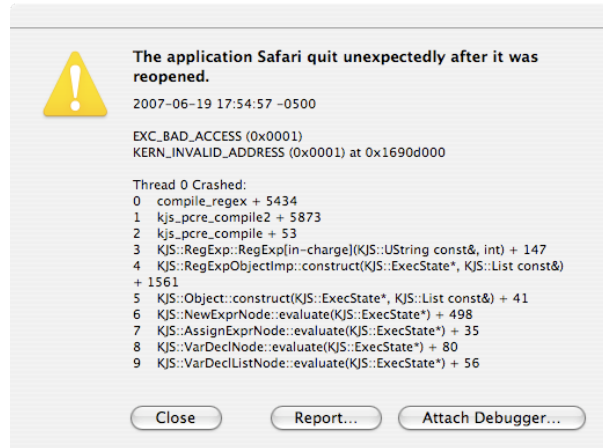 The application Safari quit unexpectedly after it was
reopened.
2007-06-19 17:54:57 -0500
EXC_BAD_ACCESS (0x0001)
KERN_INVALID_ADDRESS (0x0001) at 0x1690d000
Thread 0 Crashed:
0 compile_regex + 5434
1 kjs_pcre_compile2 + 5873
2 kjs_pcre_compile + 53
3 KJS::RegExp::RegExp[in-charge](KJS::UString const&, int) + 147
4 KJS::RegExpObjectImp::construct(KJS::ExecState*, KJS::List const&)
+ 1561
5 KJS::Object::construct(KJS::ExecState*, KJS::List const&) + 41
6 KJS::NewExprNode::evaluate(KJS::ExecState*) + 498
7 KJS::AssignExprNode::evaluate(KJS::ExecState*) + 35
8 KJS::VarDeclNode::evaluate(KJS::ExecState*) + 80
9 KJS::VarDeclListNode::evaluate(KJS::ExecState*) + 56
Close Report... Attach Debugger...